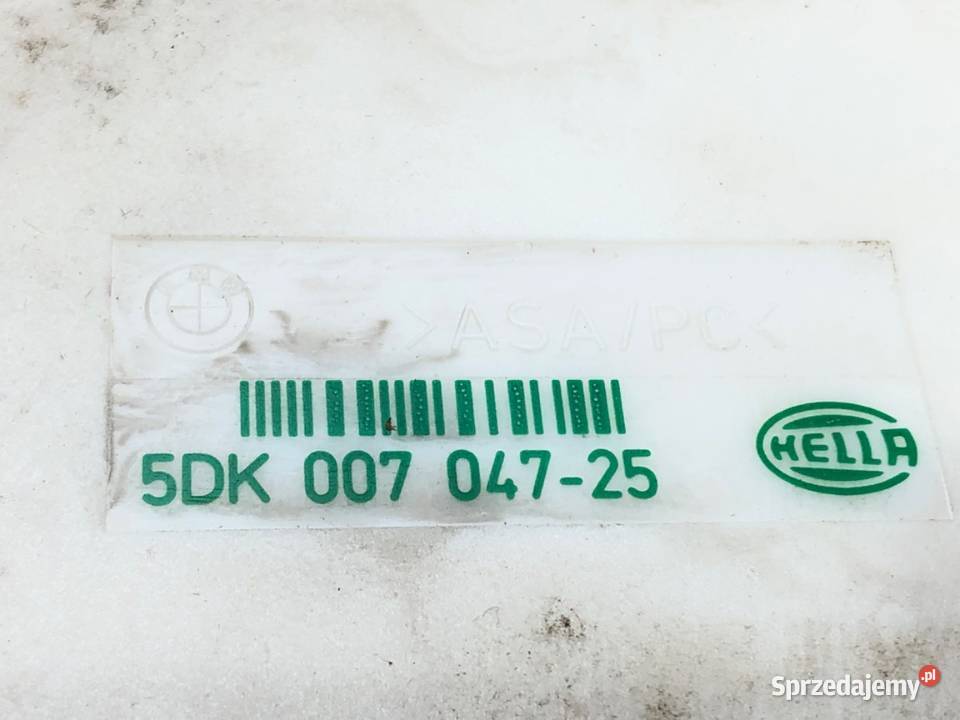 >ASA/PC<
5DK 007 047-25
HELLA
Sprzedajemy.pl